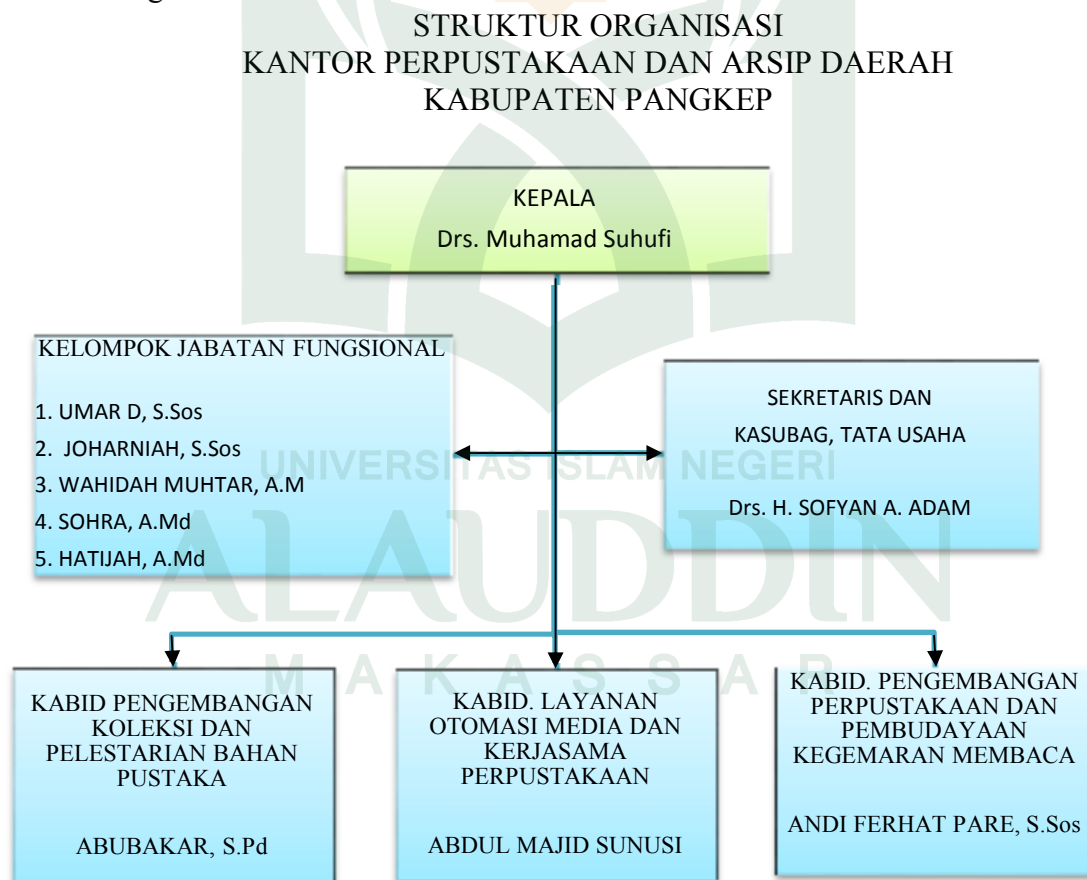 STRUKTUR ORGANISASI
KANTOR PERPUSTAKAAN DAN ARSIP DAERAH
KABUPATEN PANGKEP
KEPALA
Drs. Muhamad Suhufi
KELOMPOK JABATAN FUNGSIONAL
1. UMAR D, S.Sos
2. JOHARNIAH, S.Sos
3. WAHIDAH MUHTAR, A.M
4. SOHRA, A.Md
5. HATIJAH, A.Md
SEKRETARIS DAN
KASUBAG, TATA USAHA
Drs. H. SOFYAN A. ADAM
UNIVERSITAS ISLAM NEGERI
ALAUDDIN
MAKASSAR
KABID PENGEMBANGAN
KOLEKSI DAN
PELESTARIAN BAHAN
PUSTAKA
ABUBAKAR, S.Pd
KABID. LAYANAN
OTOMASI MEDIA DAN
KERJASAMA
PERPUSTAKAAN
ABDUL MAJID SUNUSI
KABID. PENGEMBANGAN
PERPUSTAKAAN DAN
PEMBUDAYAAN
KEGEMARAN MEMBACA
ANDI FERHAT PARE, S.Sos